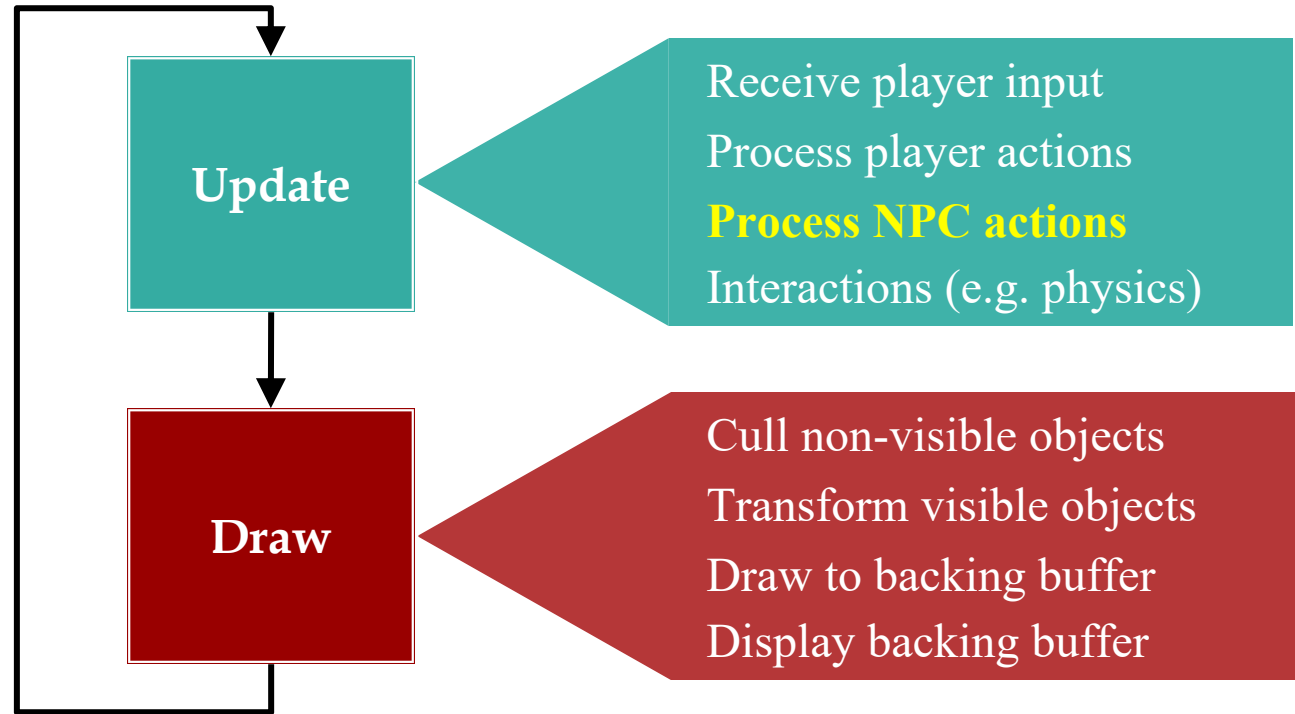 Update
Receive player input
Process player actions
Process NPC actions
Interactions (e.g. physics)
Draw
Cull non-visible objects
Transform visible objects
Draw to backing buffer
Display backing buffer